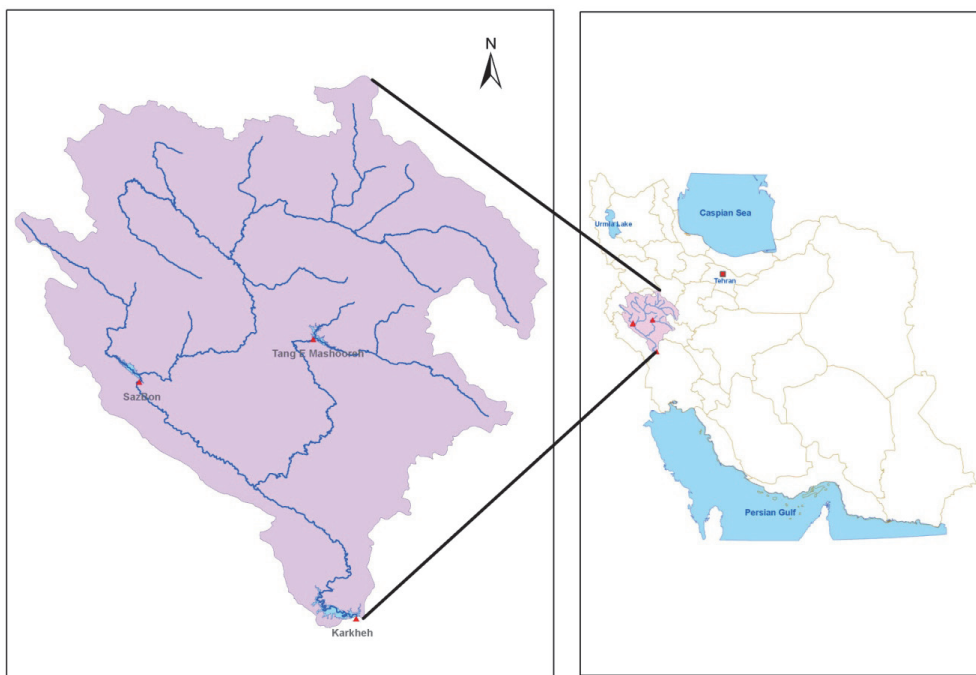 N
Tang E Mashooreh
SazBon
Karkheh
Caspian Sea
Urmia Lake
Tehran
Persian Gulf